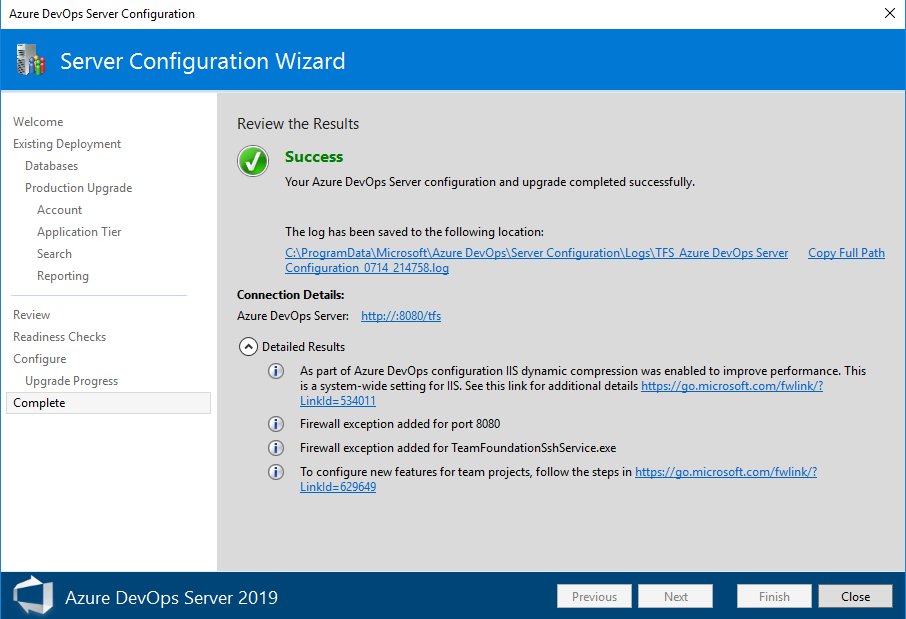 Azure DevOps Server Configuration
Server Configuration Wizard
Welcome
Existing Deployment
Databases
Production Upgrade
Account
Application Tier
Search
Reporting
Review
Readiness Checks
Configure
Upgrade Progress
Complete
Review the Results
Success
Your Azure DevOps Server configuration and upgrade completed successfully.
The log has been saved to the following location:
C:\ProgramData\Microsoft\Azure DevOps\Server Configuration\Logs\TFS_Azure DevOps Server
Configuration_0714_214758.log
Copy Full Path
Connection Details:
Azure DevOps Server: http://:8080/tfs
Detailed Results
As part of Azure DevOps configuration IIS dynamic compression was enabled to improve performance. This
is a system-wide setting for IIS. See this link for additional details https://go.microsoft.com/fwlink/?
LinkId=534011
Firewall exception added for port 8080
Firewall exception added for TeamFoundationSshService.exe
To configure new features for team projects, follow the steps in https://go.microsoft.com/fwlink/?
LinkId=629649
Azure DevOps Server 2019
Previous
Next
Finish
Close